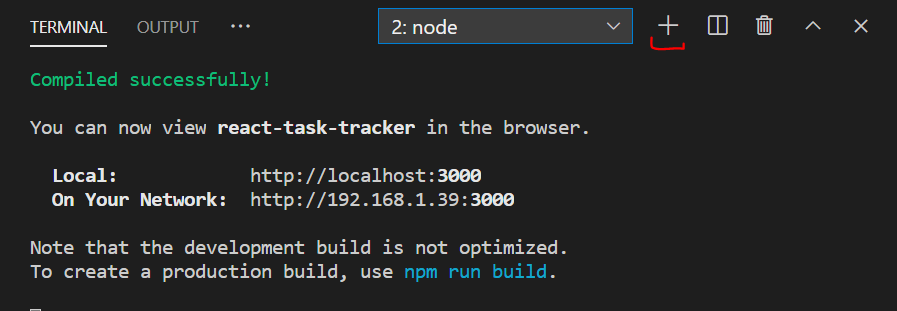 TERMINAL OUTPUT ··· 2: node
Compiled successfully!
You can now view react-task-tracker in the browser.
Local: http://localhost:3000
On Your Network: http://192.168.1.39:3000
Note that the development build is not optimized.
To create a production build, use npm run build.